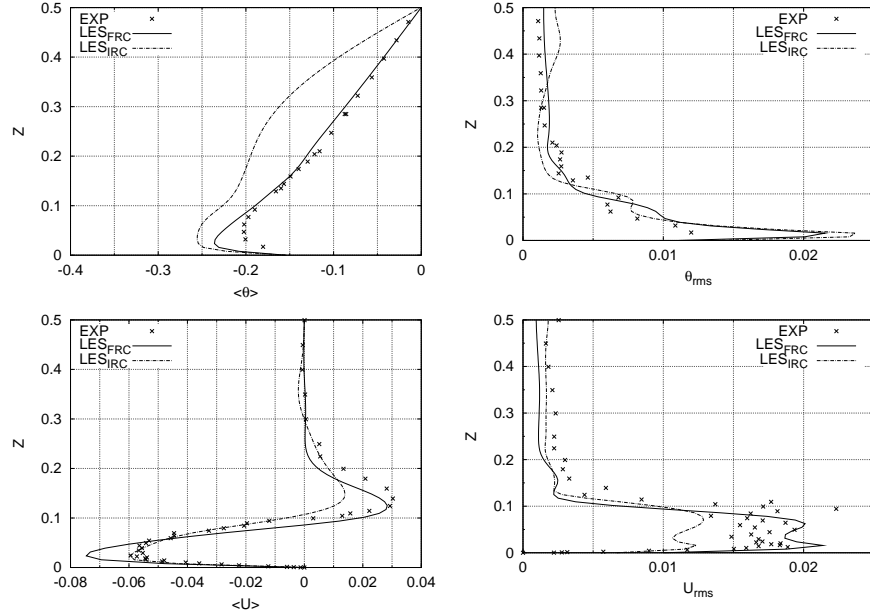 EXP
LES_FRC
LES_IRC
Z
0.5
0.4
0.3
0.2
0.1
0
-0.4 -0.3 -0.2 -0.1 0
<θ>
EXP
LES_FRC
LES_IRC
Z
0.5
0.4
0.3
0.2
0.1
0
0 0.01 0.02
θ_rms
EXP
LES_FRC
LES_IRC
Z
0.5
0.4
0.3
0.2
0.1
0
-0.08 -0.06 -0.04 -0.02 0 0.02 0.04
<U>
EXP
LES_FRC
LES_IRC
Z
0.5
0.4
0.3
0.2
0.1
0
0 0.01 0.02
U_rms